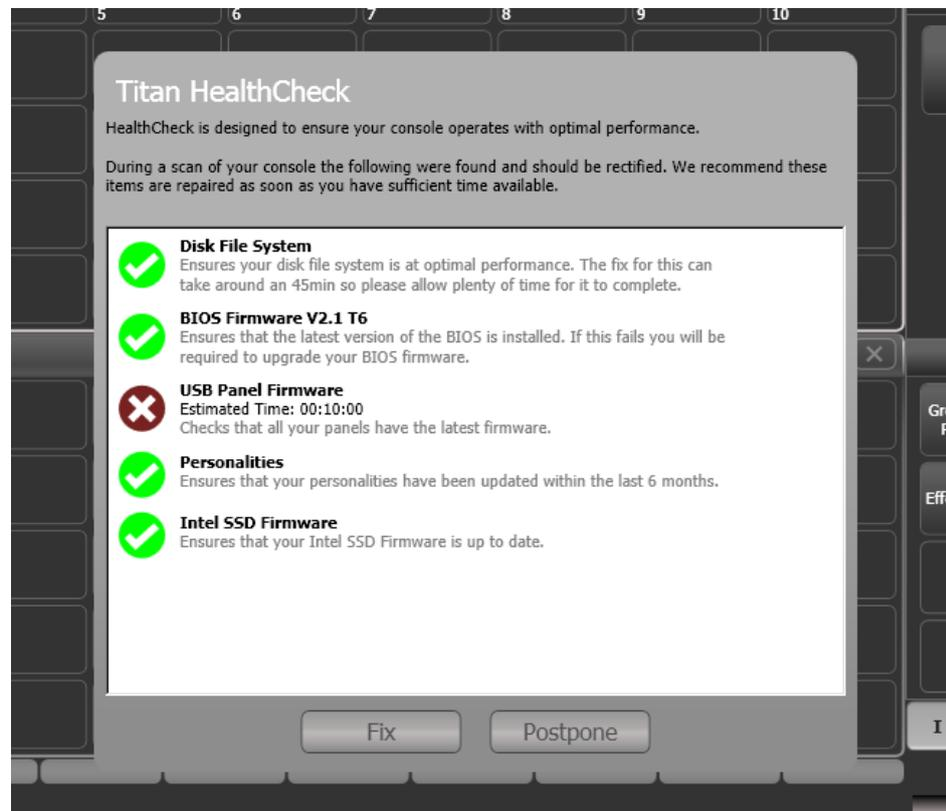 5 6 7 8 9 10
Titan HealthCheck
HealthCheck is designed to ensure your console operates with optimal performance.
During a scan of your console the following were found and should be rectified. We recommend these
items are repaired as soon as you have sufficient time available.
Disk File System
Ensures your disk file system is at optimal performance. The fix for this can
take around an 45min so please allow plenty of time for it to complete.
BIOS Firmware V2.1 T6
Ensures that the latest version of the BIOS is installed. If this fails you will be
required to upgrade your BIOS firmware.
USB Panel Firmware
Estimated Time: 00:10:00
Checks that all your panels have the latest firmware.
Personalities
Ensures that your personalities have been updated within the last 6 months.
Intel SSD Firmware
Ensures that your Intel SSD Firmware is up to date.
Fix
Postpone